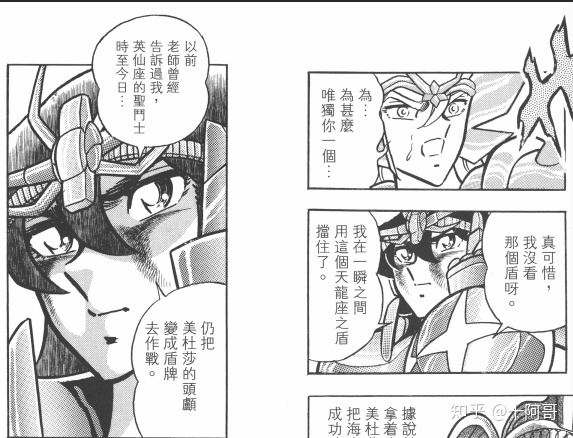 為…
為甚麼
唯獨你一個…
真可惜，
我沒看
那個盾呀。
我在一瞬之間
用這個天龍座之盾
擋住了。
據說
拿着
美杜
把海
成功
以前
老師曾經
告訴過我，
英仙座的聖鬥士
時至今日…
仍把
美杜莎的頭顱
變成盾牌
去作戰。
知乎 @十阿哥